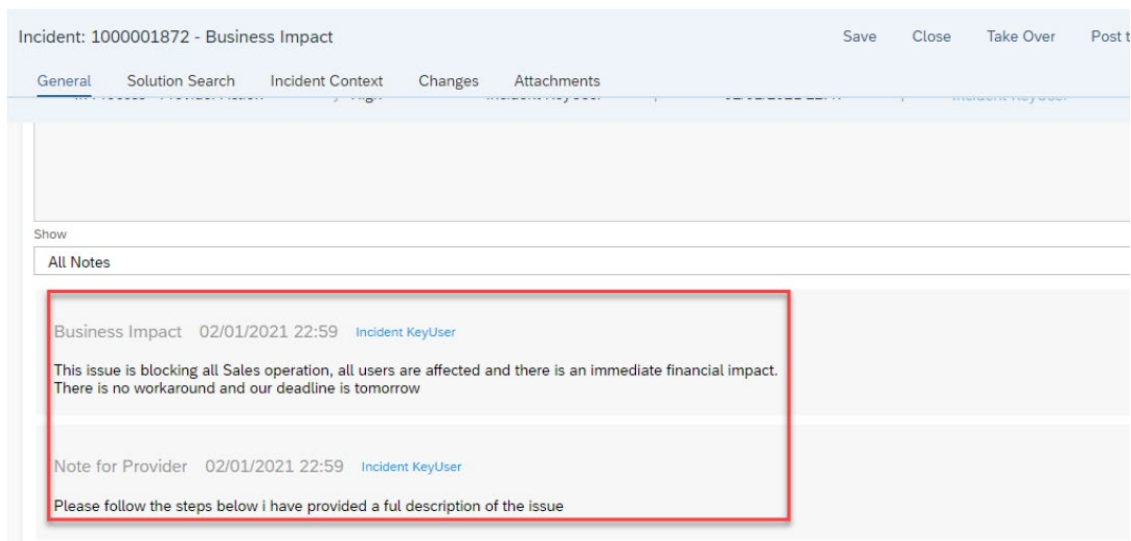 Incident: 1000001872 - Business Impact Save Close Take Over Post t
General Solution Search Incident Context Changes Attachments
Show
All Notes
Business Impact 02/01/2021 22:59 Incident KeyUser
This issue is blocking all Sales operation, all users are affected and there is an immediate financial impact.
There is no workaround and our deadline is tomorrow
Note for Provider 02/01/2021 22:59 Incident KeyUser
Please follow the steps below i have provided a ful description of the issue